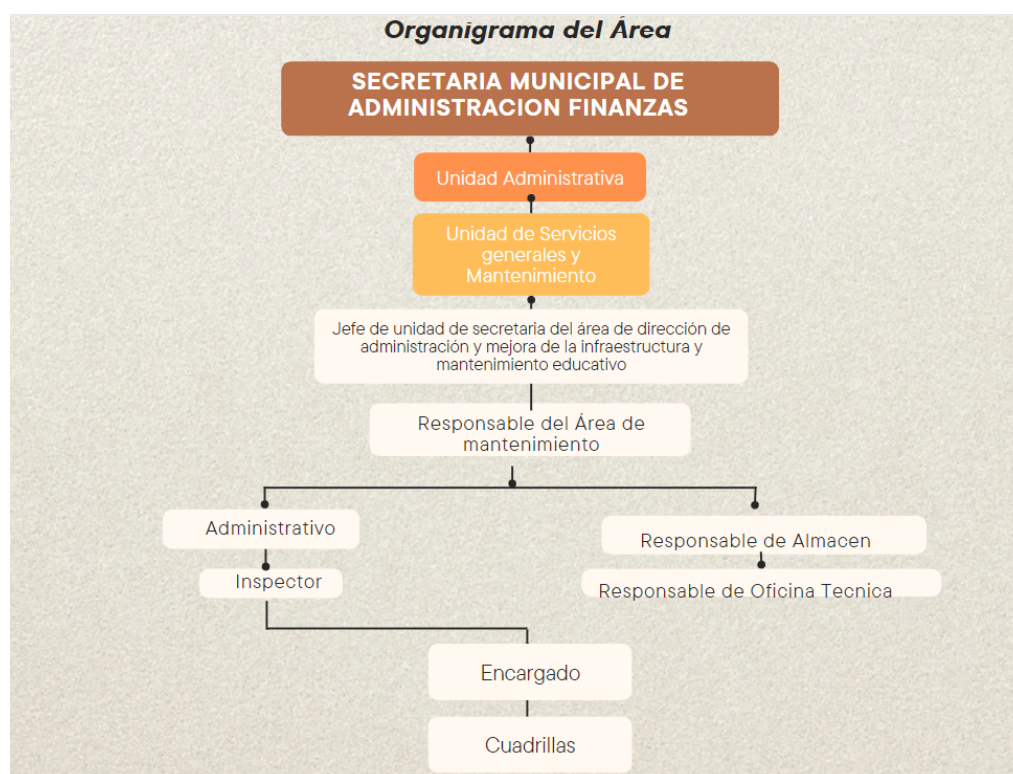 Organigrama del Área
SECRETARIA MUNICIPAL DE
ADMINISTRACION FINANZAS
Unidad Administrativa
Unidad de Servicios
generales y
Mantenimiento
Jefe de unidad de secretaria del área de dirección de
administración y mejora de la infraestructura y
mantenimiento educativo
Responsable del Área de
mantenimiento
Administrativo
Inspector
Responsable de Almacen
Responsable de Oficina Tecnica
Encargado
Cuadrillas